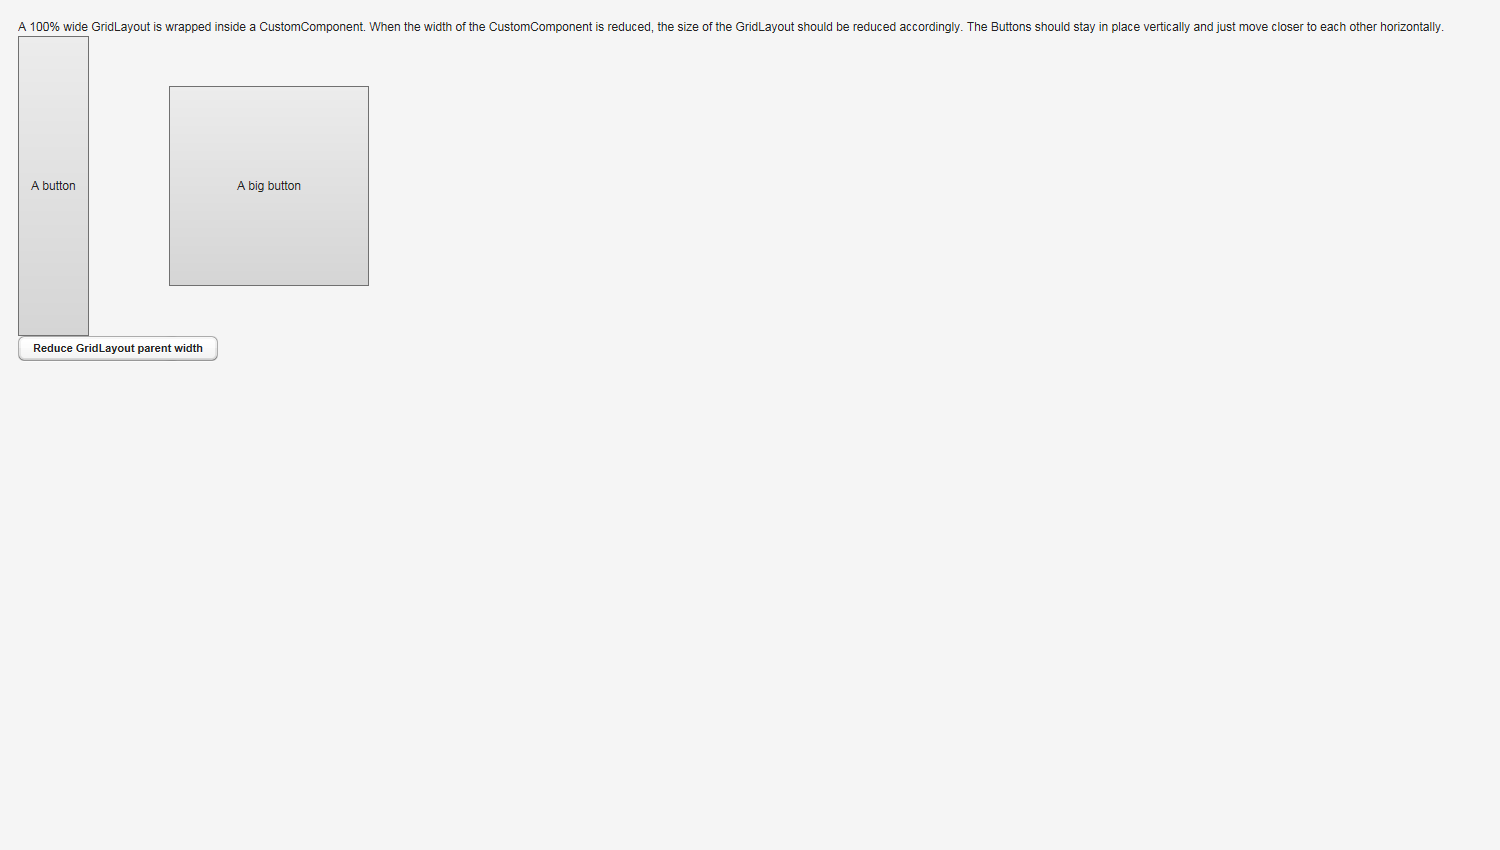 A 100% wide GridLayout is wrapped inside a CustomComponent. When the width of the CustomComponent is reduced, the size of the GridLayout should be reduced accordingly. The Buttons should stay in place vertically and just move closer to each other horizontally.
A button
A big button
Reduce GridLayout parent width